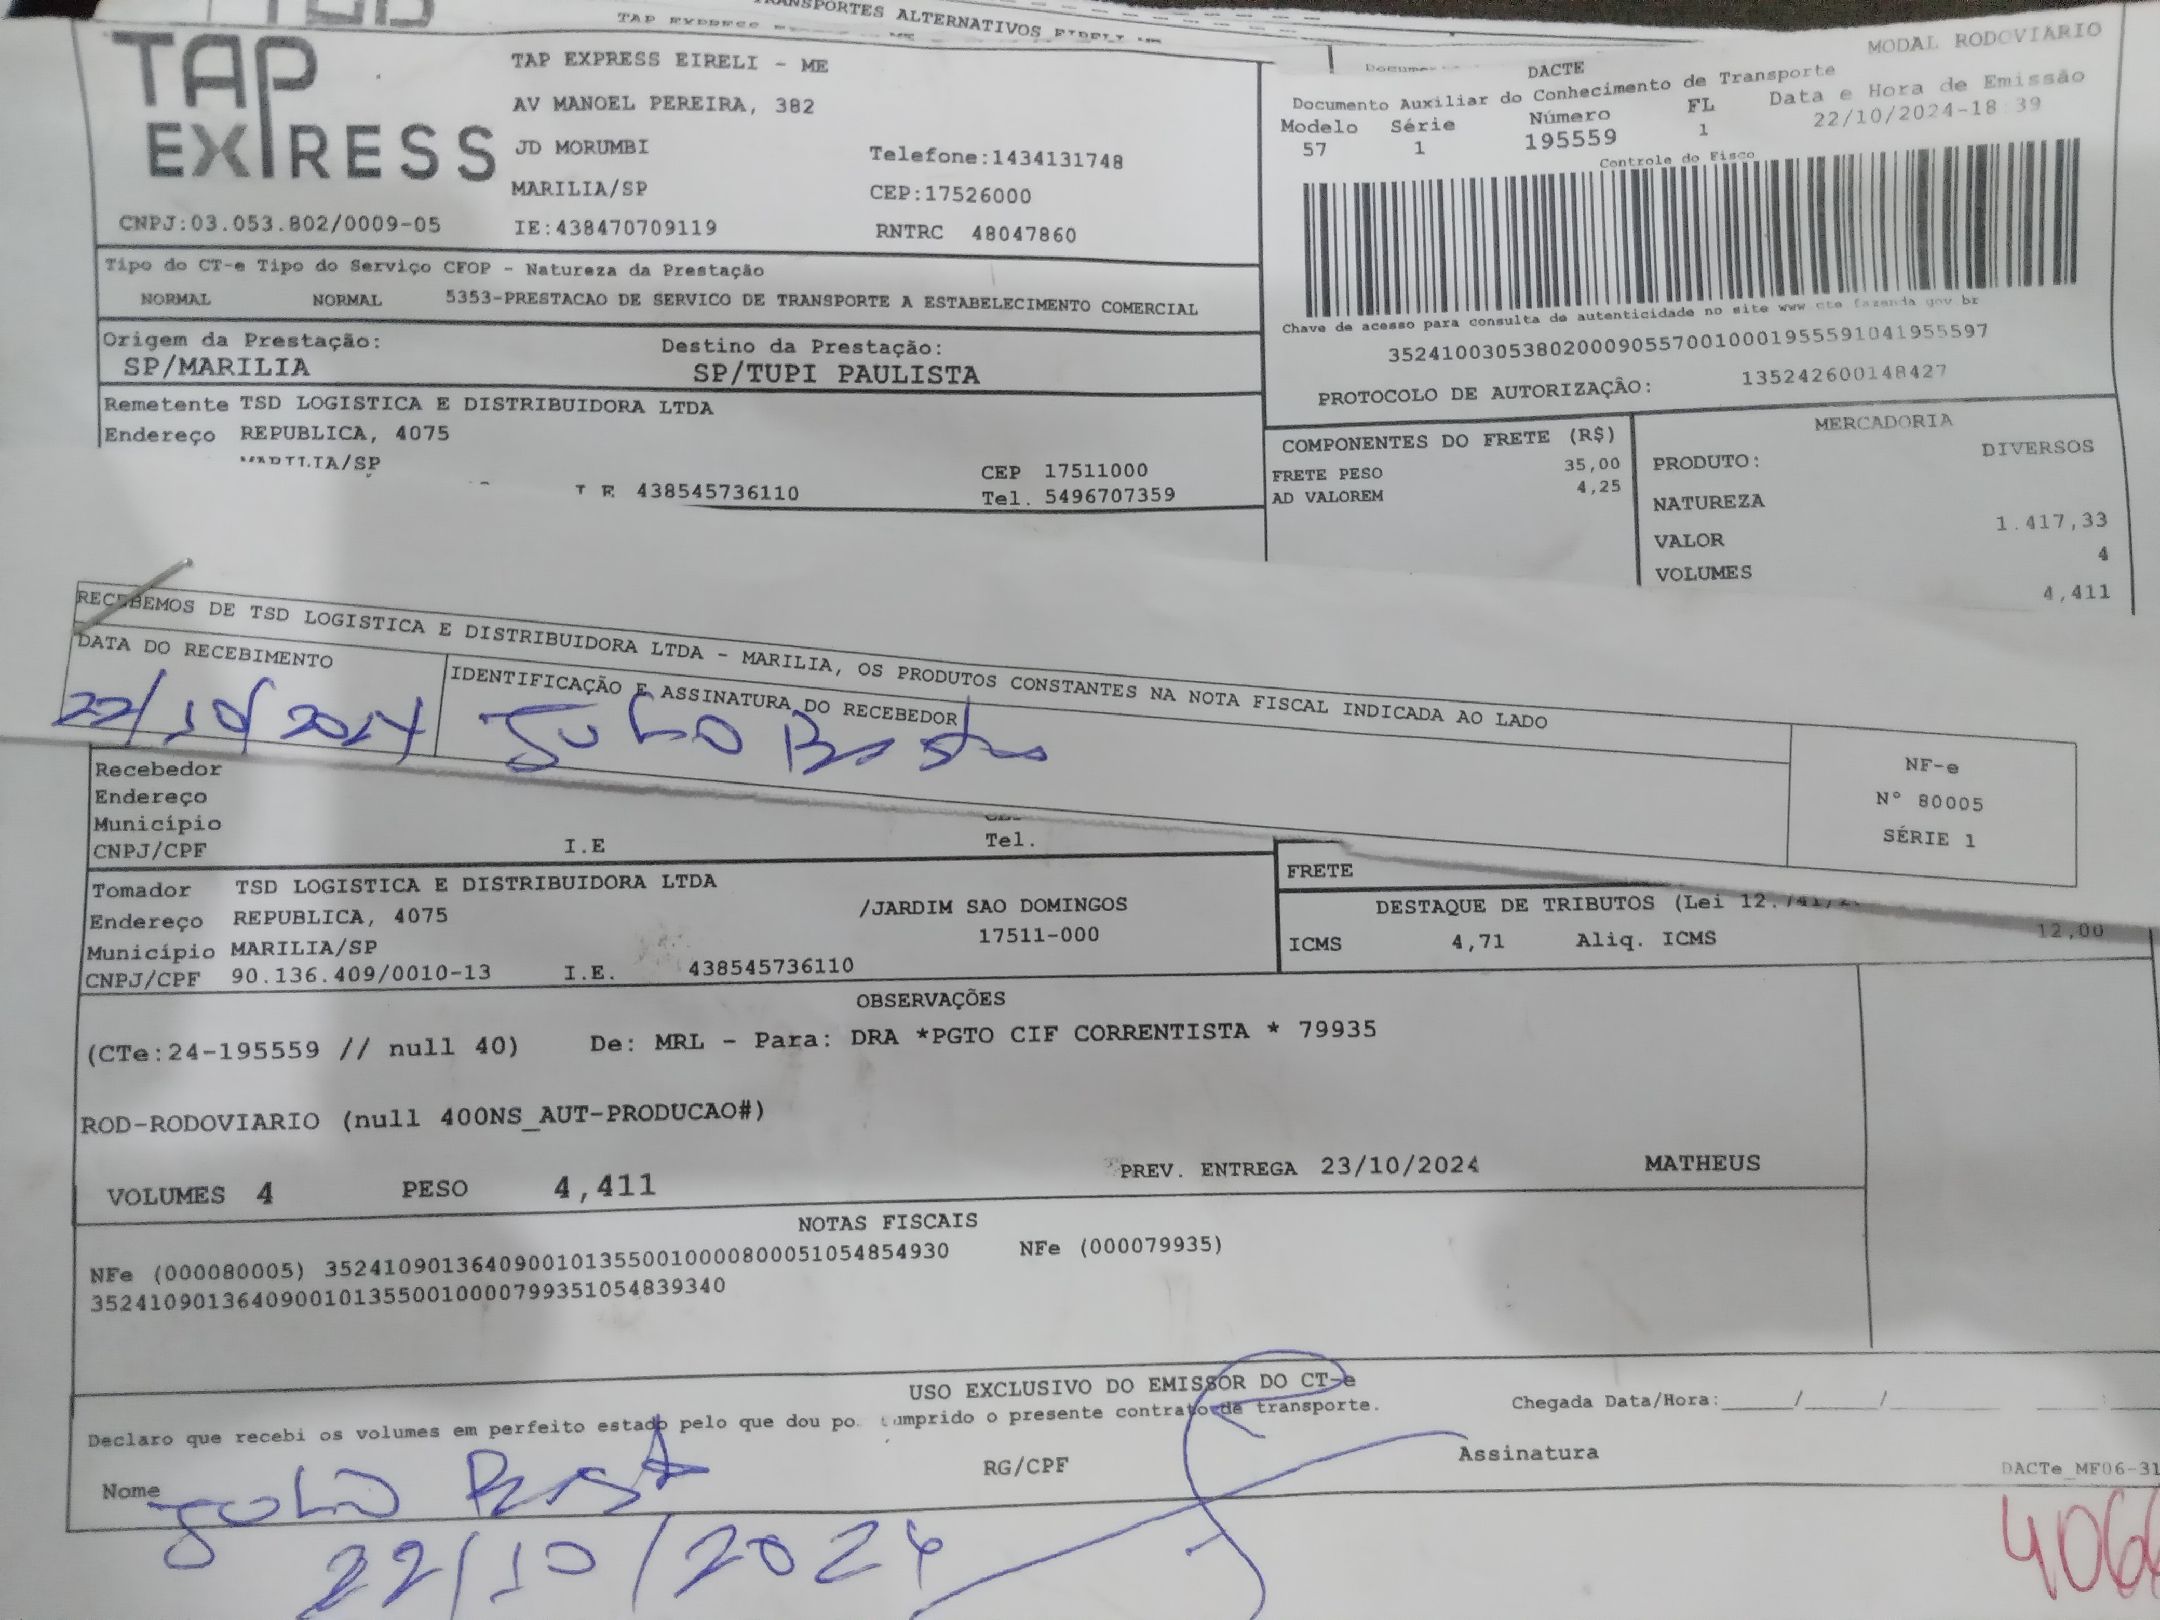 TRANSPORTES ALTERNATIVOS EIRELI ME
TAP EXPRESS
TAP EXPRESS EIRELI - ME
AV MANOEL PEREIRA, 382
JD MORUMBI
MARILIA/SP
Telefone:1434131748
CEP:17526000
CNPJ:03.053.802/0009-05
IE:438470709119
RNTRC 48047860
MODAL RODOVIARIO
DACTE
Documento Auxiliar do Conhecimento de Transporte
Modelo Série Número FL Data e Hora de Emissão
57 1 195559 1 22/10/2024-18:39
Controle do Fisco
Chave de acesso para consulta de autenticidade no site www cte fazenda gov.br
35241003053802000905570010001955591041955597
PROTOCOLO DE AUTORIZAÇÃO: 135242600148427
Tipo do CT-e Tipo do Serviço CFOP - Natureza da Prestação
NORMAL NORMAL 5353-PRESTACAO DE SERVICO DE TRANSPORTE A ESTABELECIMENTO COMERCIAL
Origem da Prestação: Destino da Prestação:
SP/MARILIA SP/TUPI PAULISTA
Remetente TSD LOGISTICA E DISTRIBUIDORA LTDA
Endereço REPUBLICA, 4075
MARILIA/SP CEP 17511000
I E 438545736110 Tel. 5496707359
COMPONENTES DO FRETE (R$)
FRETE PESO 35,00
AD VALOREM 4,25
MERCADORIA
PRODUTO: DIVERSOS
NATUREZA
VALOR 1.417,33
VOLUMES 4
4,411
RECEBEMOS DE TSD LOGISTICA E DISTRIBUIDORA LTDA - MARILIA, OS PRODUTOS CONSTANTES NA NOTA FISCAL INDICADA AO LADO
DATA DO RECEBIMENTO
IDENTIFICAÇÃO E ASSINATURA DO RECEBEDOR
22/10/2024
NF-e
Nº 80005
SÉRIE 1
Recebedor
Endereço
Município
CNPJ/CPF I.E Tel.
Tomador TSD LOGISTICA E DISTRIBUIDORA LTDA
Endereço REPUBLICA, 4075 /JARDIM SAO DOMINGOS
Município MARILIA/SP 17511-000
CNPJ/CPF 90.136.409/0010-13 I.E. 438545736110
FRETE
DESTAQUE DE TRIBUTOS (Lei 12.741/2
ICMS 4,71 Aliq. ICMS 12,00
OBSERVAÇÕES
(CTe:24-195559 // null 40) De: MRL - Para: DRA *PGTO CIF CORRENTISTA * 79935
ROD-RODOVIARIO (null 400NS_AUT-PRODUCAO#)
VOLUMES 4 PESO 4,411 PREV. ENTREGA 23/10/2024 MATHEUS
NOTAS FISCAIS
NFe (000080005) 35241090136409001013550010000800051054854930 NFe (000079935)
35241090136409001013550010000799351054839340
USO EXCLUSIVO DO EMISSOR DO CT-e
Declaro que recebi os volumes em perfeito estado pelo que dou po. cumprido o presente contrato de transporte.
Chegada Data/Hora:____/____/____ ____:
Nome RG/CPF Assinatura
DACTe_MF06-31
22/10/2024